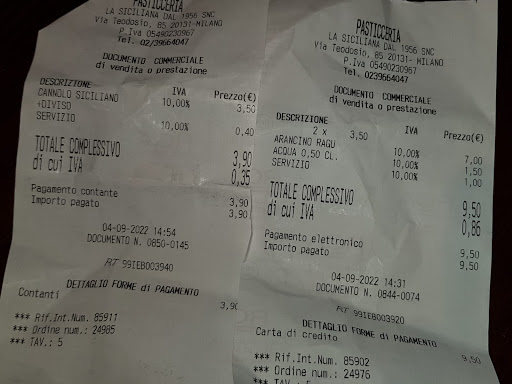 PASTICCERIA
LA SICILIANA DAL 1956 SNC
Via Teodosio, 85 20131-MILANO
P.Iva 05490230967
Tel. 02/39664047
DOCUMENTO COMMERCIALE
di vendita o prestazione
DESCRIZIONE IVA Prezzo(€)
CANNOLO SICILIANO 10,00% 3,50
+DIVISO
SERVIZIO 10,00% 0,40
TOTALE COMPLESSIVO 3,90
di cui IVA 0,35
Pagamento contante 3,90
Importo pagato 3,90
04-09-2022 14:54
DOCUMENTO N. 0850-0145
RT 99IEB003940
DETTAGLIO FORME di PAGAMENTO
Contanti 3,90
*** Rif.Int.Num. 85911
*** Ordine num.: 24985
*** TAV.: 5
PASTICCERIA
LA SICILIANA DAL 1956 SNC
Via Teodosio, 85 20131- MILANO
P.Iva 05490230967
Tel. 0239664047
DOCUMENTO COMMERCIALE
di vendita o prestazione
DESCRIZIONE IVA Prezzo(€)
2 x 3,50
ARANCINO RAGU 10,00% 7,00
ACQUA 0,50 CL. 10,00% 1,50
SERVIZIO 10,00% 1,00
TOTALE COMPLESSIVO 9,50
di cui IVA 0,86
Pagamento elettronico 9,50
Importo pagato 9,50
04-09-2022 14:31
DOCUMENTO N. 0844-0074
RT 99IEB003920
DETTAGLIO FORME di PAGAMENTO
Carta di credito 9,50
*** Rif.Int.Num. 85902
*** Ordine num.: 24976
*** TAV.: 5